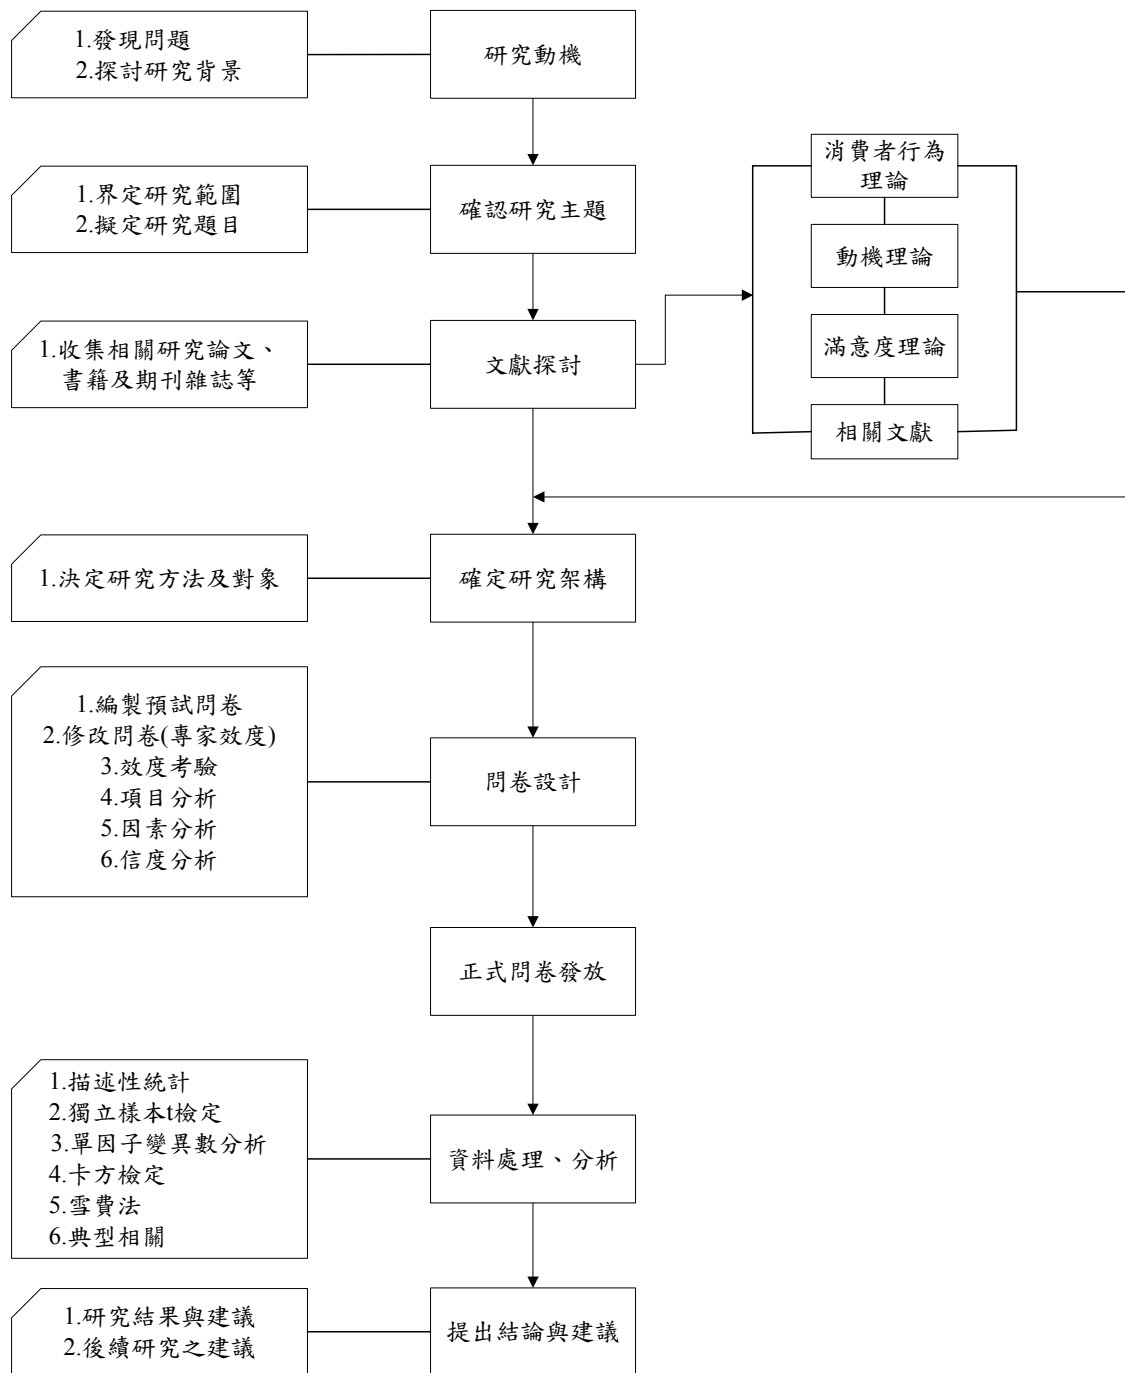 1.發現問題
2.探討研究背景
研究動機
1.界定研究範圍
2.擬定研究題目
確認研究主題
1.收集相關研究論文、
書籍及期刊雜誌等
文獻探討
消費者行為
理論
動機理論
滿意度理論
相關文獻
1.決定研究方法及對象
確定研究架構
1.編製預試問卷
2.修改問卷(專家效度)
3.效度考驗
4.項目分析
5.因素分析
6.信度分析
問卷設計
正式問卷發放
1.描述性統計
2.獨立樣本t檢定
3.單因子變異數分析
4.卡方檢定
5.雪費法
6.典型相關
資料處理、分析
1.研究結果與建議
2.後續研究之建議
提出結論與建議